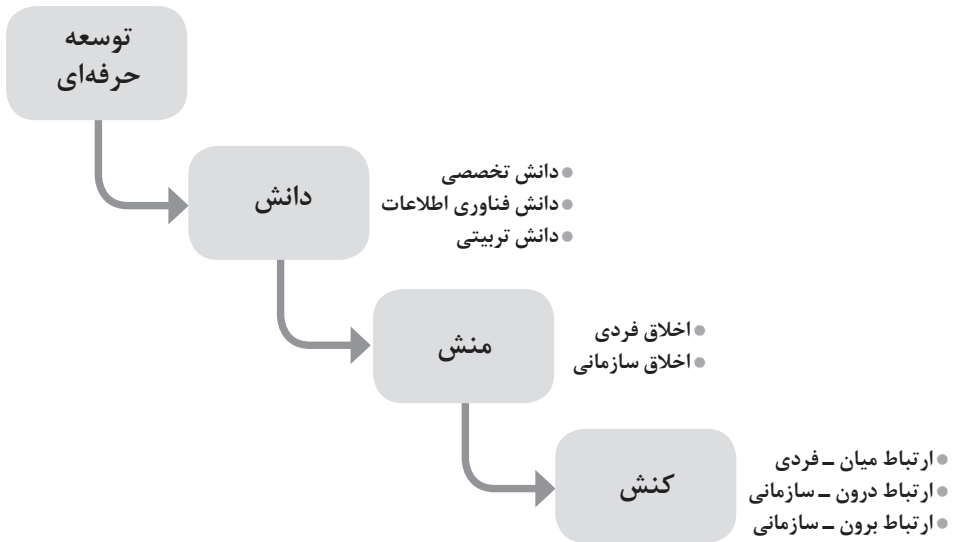 توسعه
حرفه‌ای
دانش
دانش تخصصی
دانش فناوری اطلاعات
دانش تربیتی
منش
اخلاق فردی
اخلاق سازمانی
کنش
ارتباط میان ـ فردی
ارتباط درون ـ سازمانی
ارتباط برون ـ سازمانی